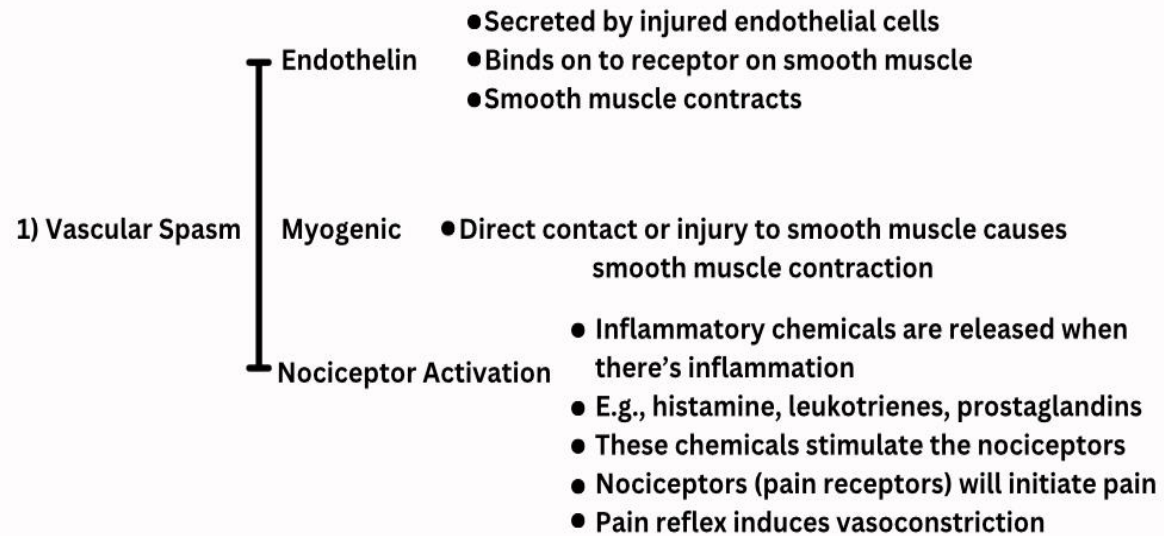 1) Vascular Spasm
Endothelin
●Secreted by injured endothelial cells
●Binds on to receptor on smooth muscle
●Smooth muscle contracts
Myogenic
●Direct contact or injury to smooth muscle causes
smooth muscle contraction
Nociceptor Activation
● Inflammatory chemicals are released when
there’s inflammation
● E.g., histamine, leukotrienes, prostaglandins
● These chemicals stimulate the nociceptors
● Nociceptors (pain receptors) will initiate pain
● Pain reflex induces vasoconstriction